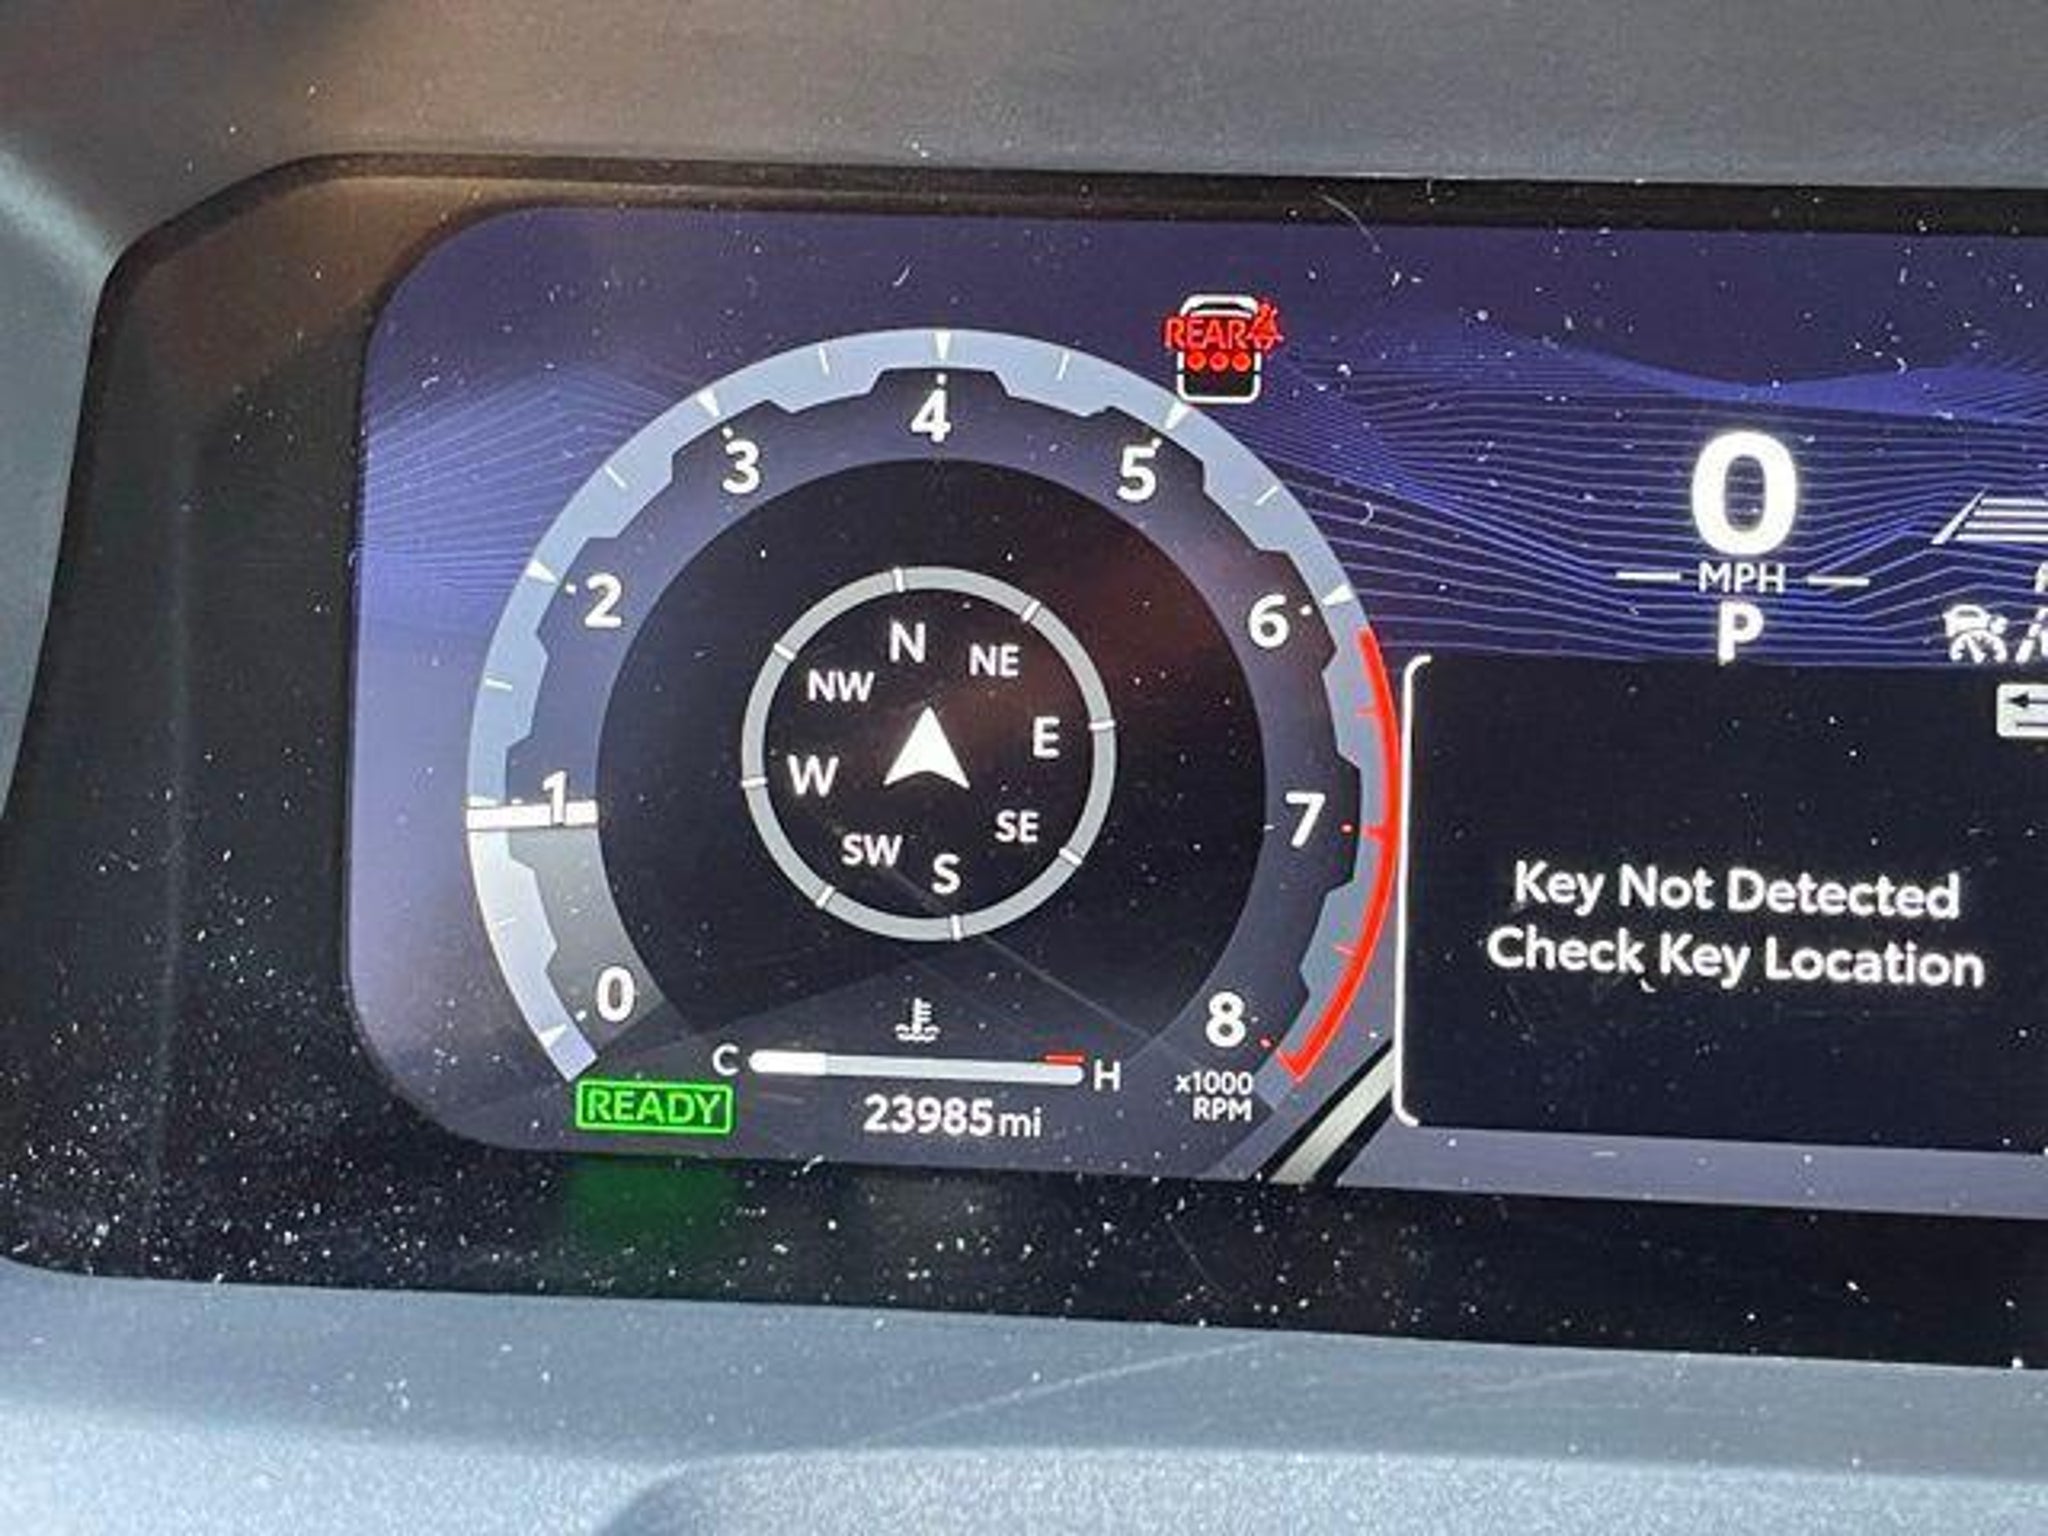 REAR
4
3
5
2
6
1
7
0
8
N
NE
E
SE
S
SW
W
NW
C
H
x1000
RPM
READY
23985mi
0
MPH
P
Key Not Detected
Check Key Location